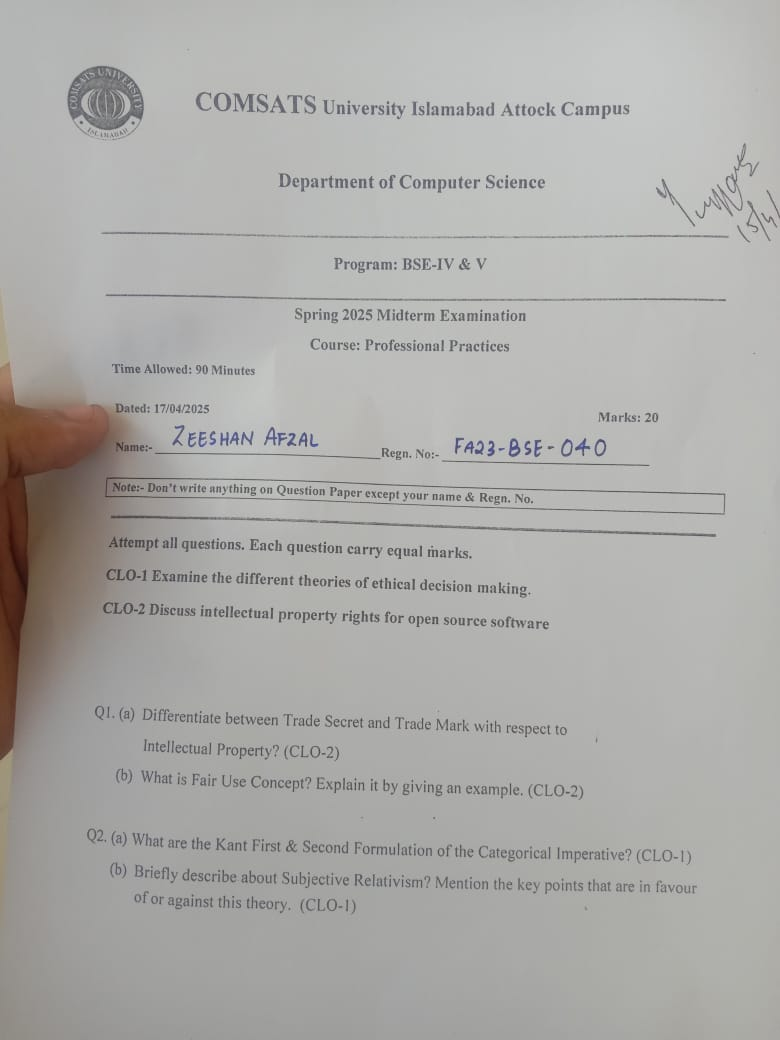 COMSATS UNIVERSITY
ISLAMABAD
COMSATS University Islamabad Attock Campus
Department of Computer Science
15/4/
Program: BSE-IV & V
Spring 2025 Midterm Examination
Course: Professional Practices
Time Allowed: 90 Minutes
Dated: 17/04/2025
Marks: 20
Name:- ZEESHAN AFZAL Regn. No:- FA23-BSE-040
Note:- Don't write anything on Question Paper except your name & Regn. No.
Attempt all questions. Each question carry equal marks.
CLO-1 Examine the different theories of ethical decision making.
CLO-2 Discuss intellectual property rights for open source software
Q1. (a) Differentiate between Trade Secret and Trade Mark with respect to
Intellectual Property? (CLO-2)
(b) What is Fair Use Concept? Explain it by giving an example. (CLO-2)
Q2. (a) What are the Kant First & Second Formulation of the Categorical Imperative? (CLO-1)
(b) Briefly describe about Subjective Relativism? Mention the key points that are in favour
of or against this theory. (CLO-1)